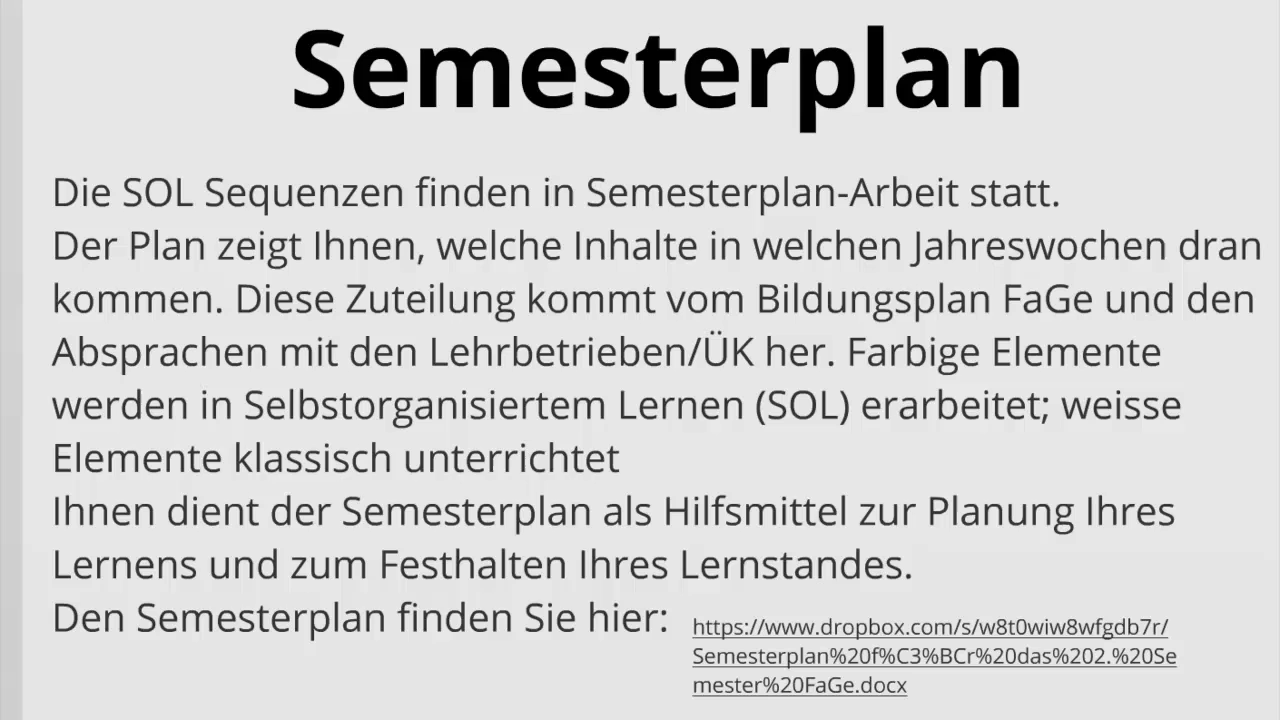 Semesterplan
Die SOL Sequenzen finden in Semesterplan-Arbeit statt.
Der Plan zeigt Ihnen, welche Inhalte in welchen Jahreswochen dran
kommen. Diese Zuteilung kommt vom Bildungsplan FaGe und den
Absprachen mit den Lehrbetrieben/ÜK her. Farbige Elemente
werden in Selbstorganisiertem Lernen (SOL) erarbeitet; weisse
Elemente klassisch unterrichtet
Ihnen dient der Semesterplan als Hilfsmittel zur Planung Ihres
Lernens und zum Festhalten Ihres Lernstandes.
Den Semesterplan finden Sie hier:
https://www.dropbox.com/s/w8t0wiw8wfgdb7r/
Semesterplan%20f%C3%BCr%20das%202.%20Se
mester%20FaGe.docx